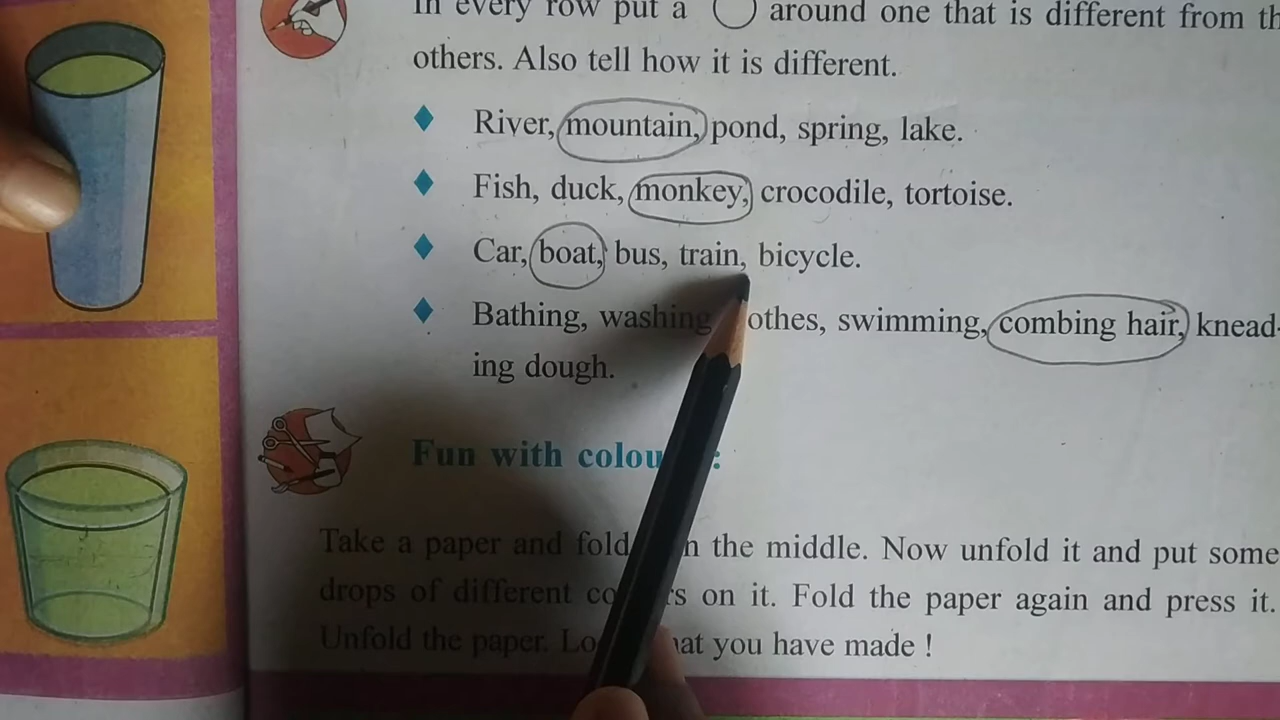 In every row put a around one that is different from th
others. Also tell how it is different.
River, mountain, pond, spring, lake.
Fish, duck, monkey, crocodile, tortoise.
Car, boat, bus, train, bicycle.
Bathing, washing othes, swimming, combing hair, knead-
ing dough.
Fun with colou :
Take a paper and fold n the middle. Now unfold it and put some
drops of different co rs on it. Fold the paper again and press it.
Unfold the paper. Lo hat you have made !